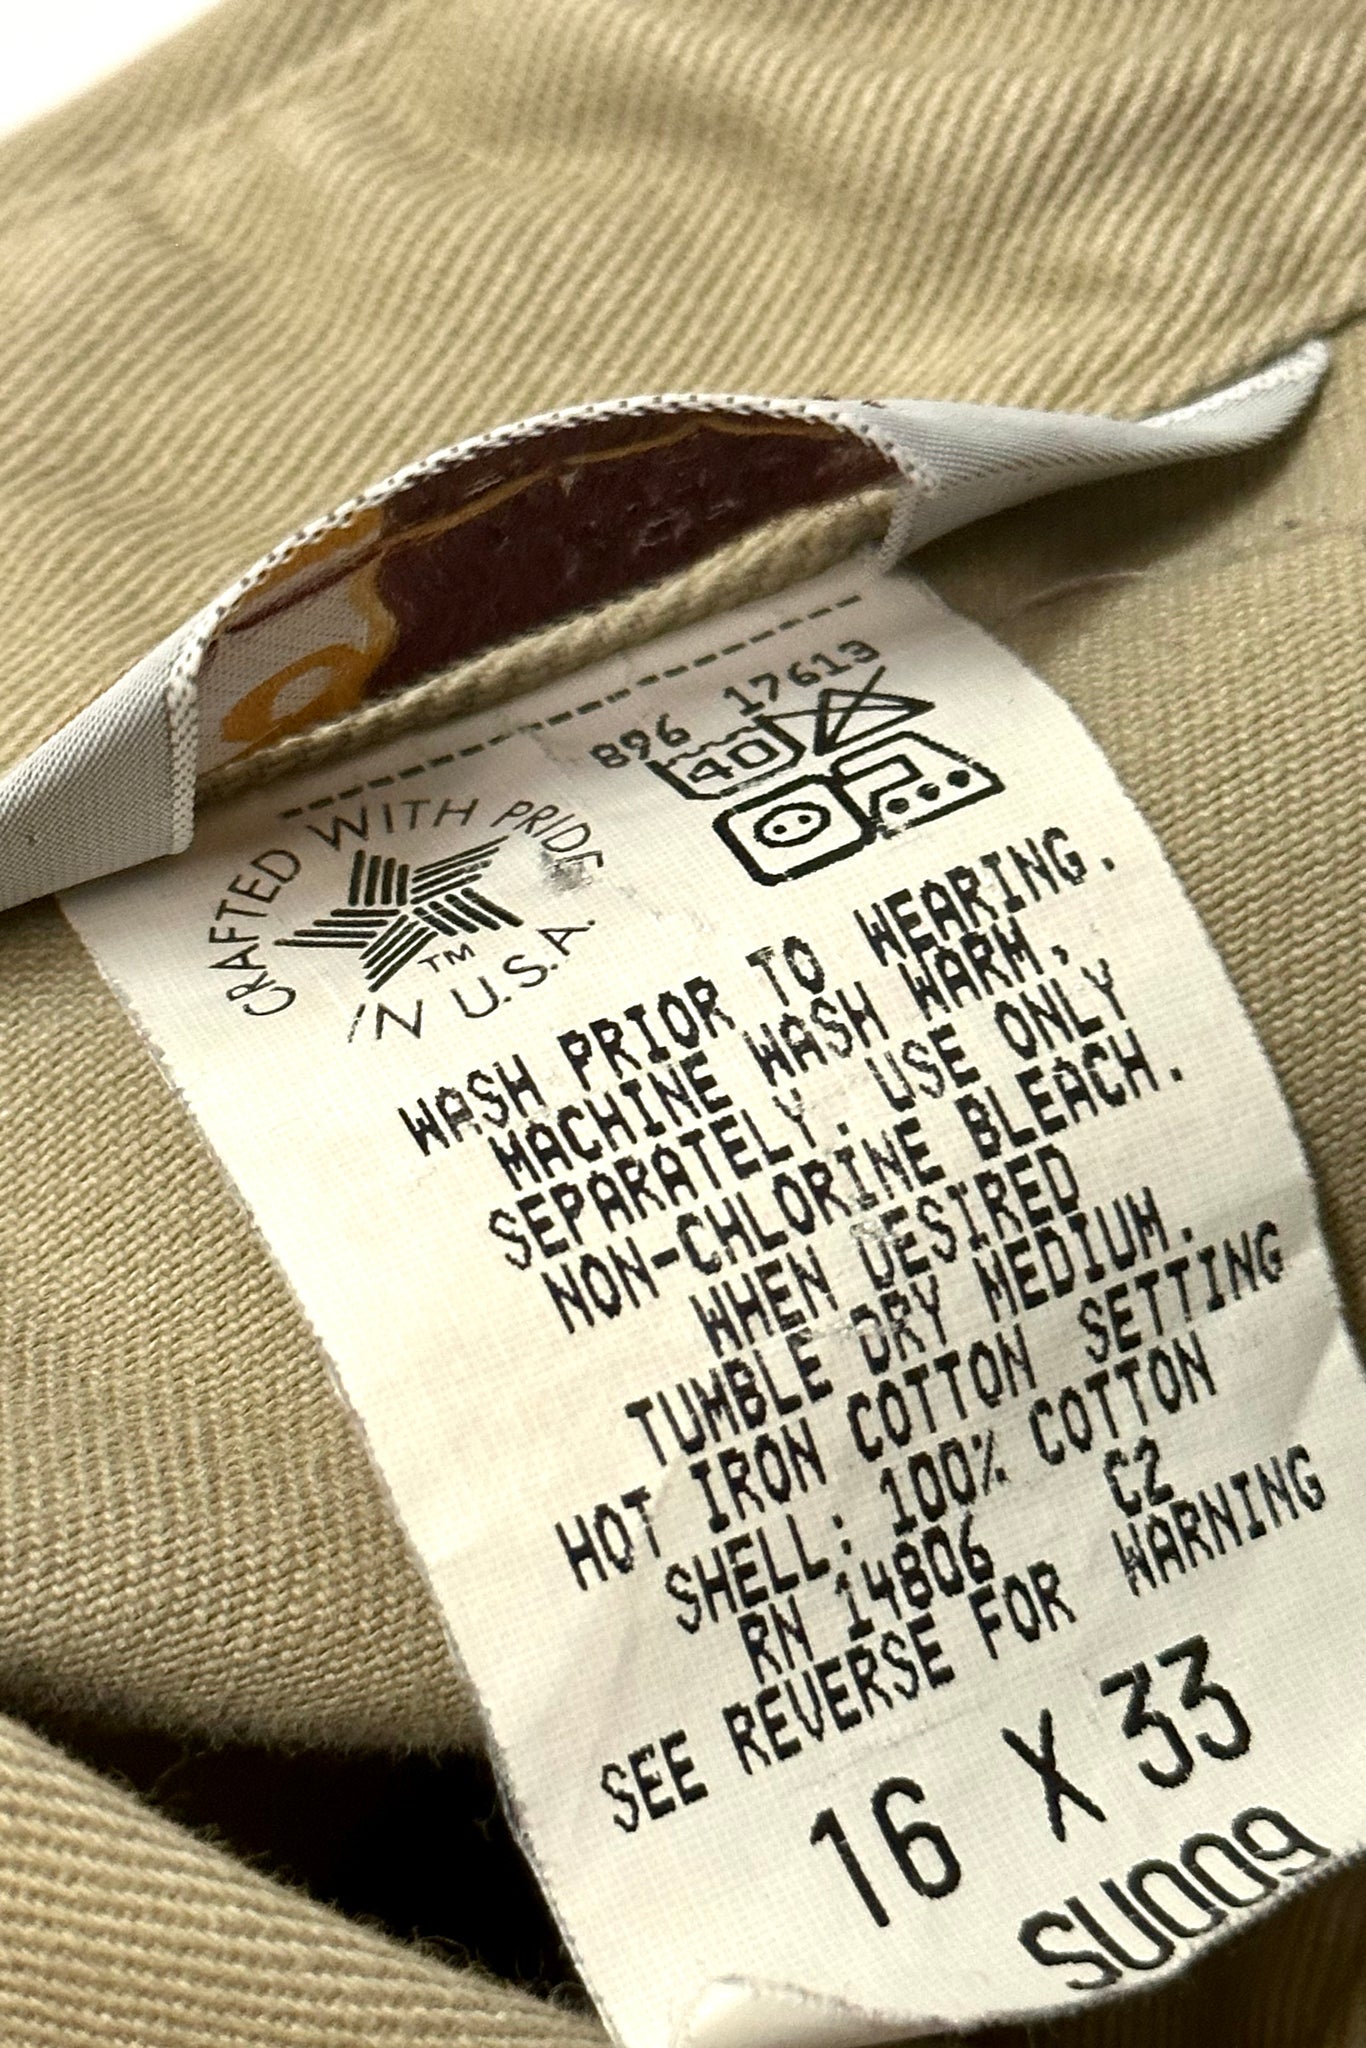 896 17613
40
CRAFTED WITH PRIDE
TM
IN U.S.A.
WASH PRIOR TO WEARING.
MACHINE WASH WARM,
SEPARATELY. USE ONLY
NON-CHLORINE BLEACH.
WHEN DESIRED
TUMBLE DRY MEDIUM.
HOT IRON COTTON SETTING
SHELL: 100% COTTON
RN 14806 C2
SEE REVERSE FOR WARNING
16 X 33
SU009